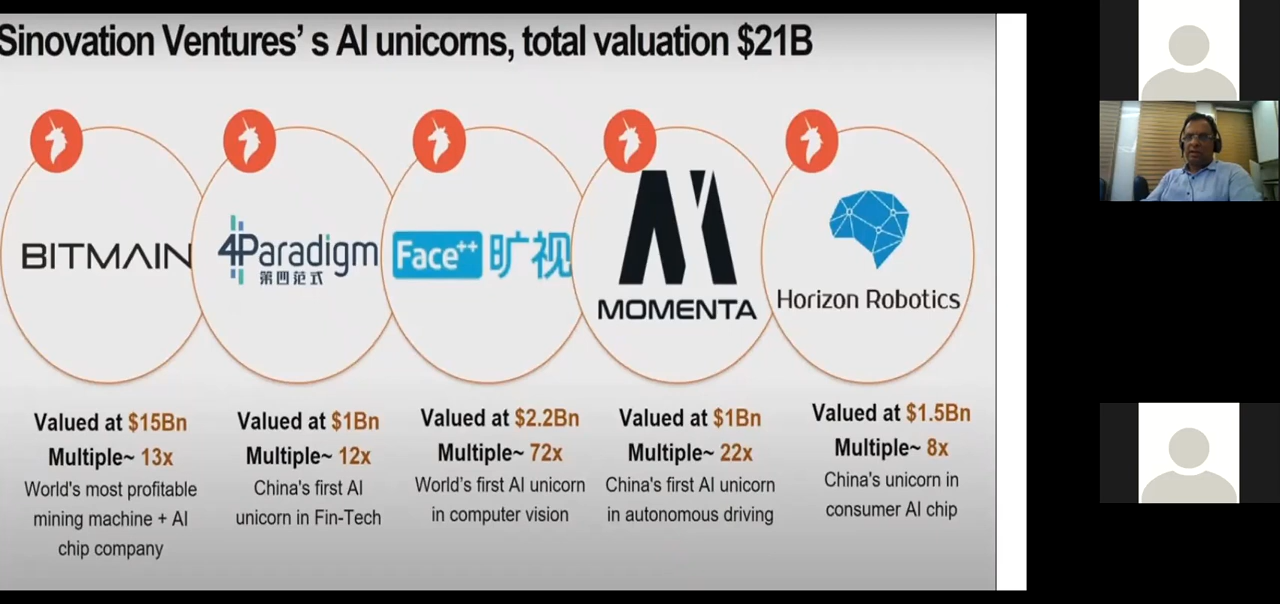 Sinovation Ventures' s AI unicorns, total valuation $21B
BITMAIN
4Paradigm
第四范式
Face++ 旷视
MOMENTA
Horizon Robotics
Valued at $15Bn
Multiple~ 13x
World's most profitable
mining machine + AI
chip company
Valued at $1Bn
Multiple~ 12x
China's first AI
unicorn in Fin-Tech
Valued at $2.2Bn
Multiple~ 72x
World's first AI unicorn
in computer vision
Valued at $1Bn
Multiple~ 22x
China's first AI unicorn
in autonomous driving
Valued at $1.5Bn
Multiple~ 8x
China's unicorn in
consumer AI chip